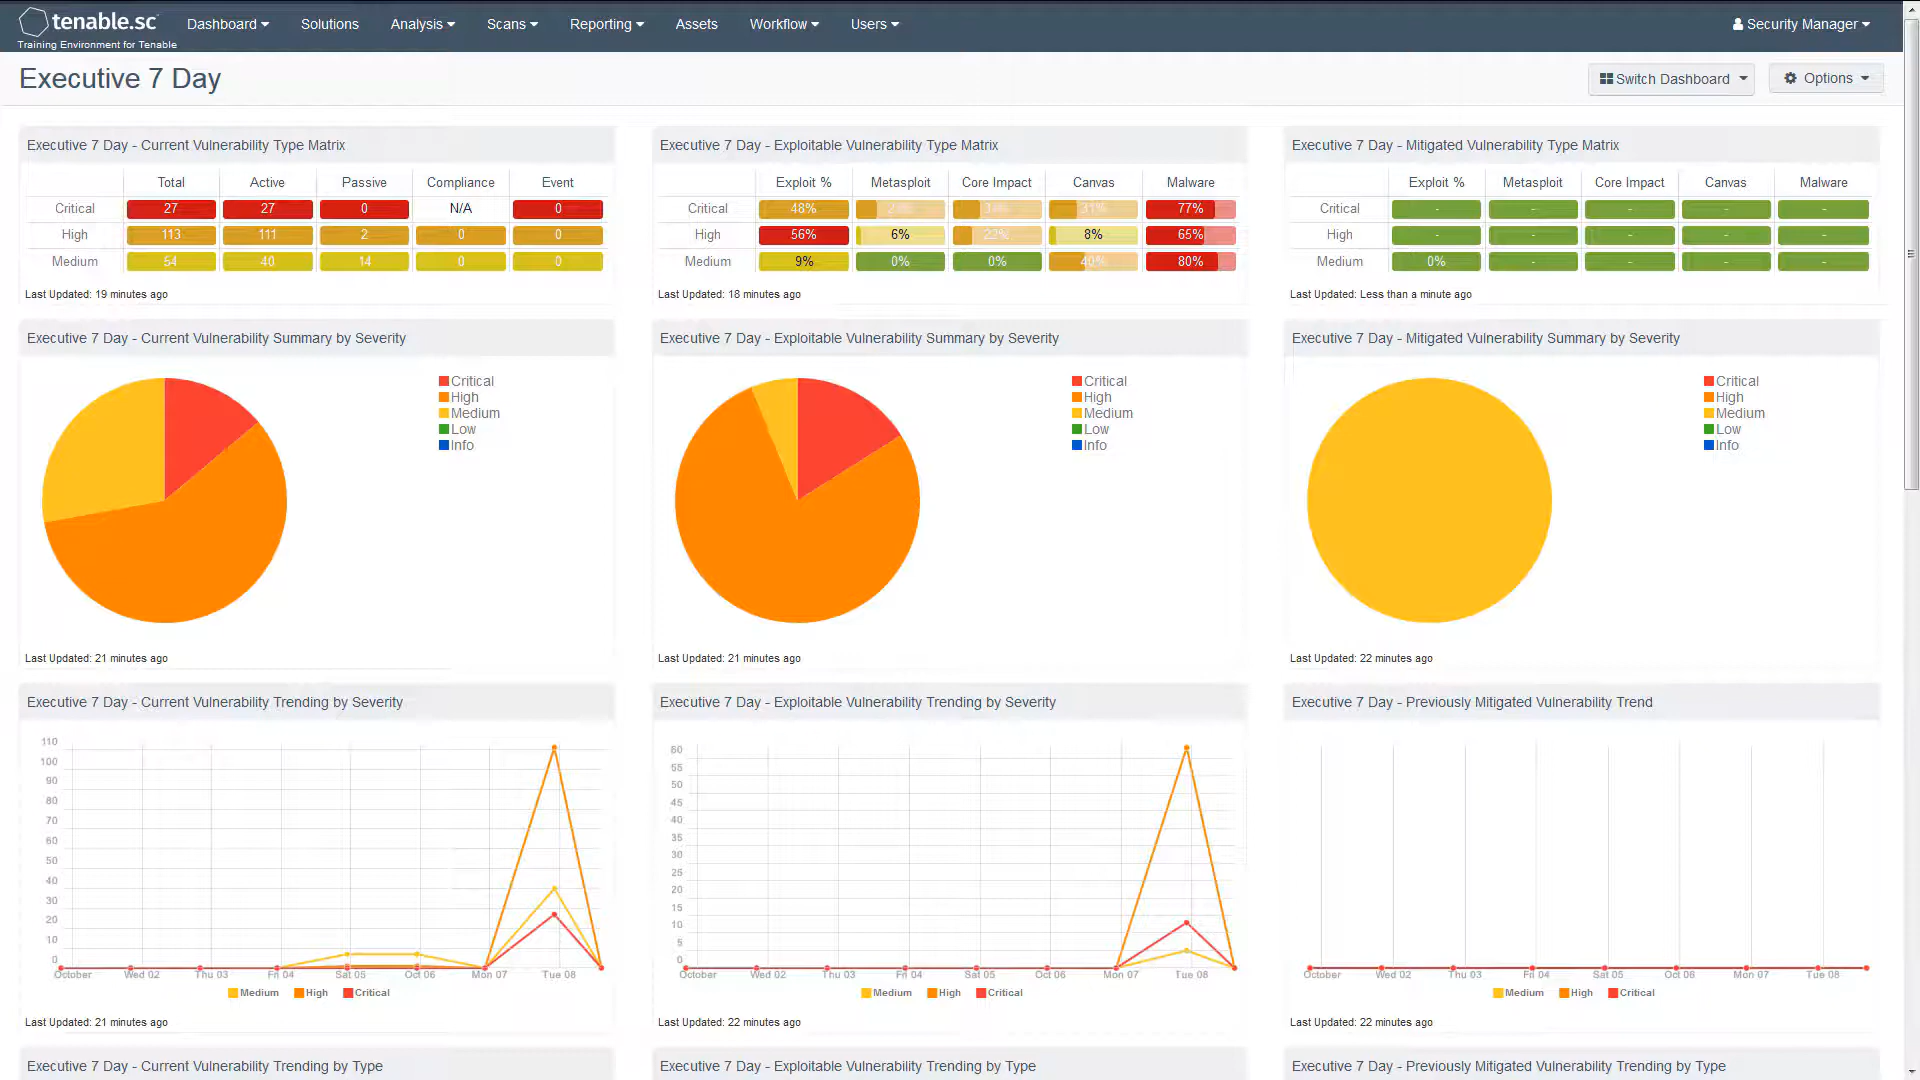 tenable.sc
Training Environment for Tenable
Dashboard
Solutions
Analysis
Scans
Reporting
Assets
Workflow
Users
Security Manager
Executive 7 Day
Switch Dashboard
Options
Executive 7 Day - Current Vulnerability Type Matrix
Total Active Passive Compliance Event
Critical 27 27 0 N/A 0
High 113 111 2 0 0
Medium 54 40 14 0 0
Last Updated: 19 minutes ago
Executive 7 Day - Exploitable Vulnerability Type Matrix
Exploit % Metasploit Core Impact Canvas Malware
Critical 48% 31% 77%
High 56% 6% 22% 8% 65%
Medium 9% 0% 0% 40% 80%
Last Updated: 18 minutes ago
Executive 7 Day - Mitigated Vulnerability Type Matrix
Exploit % Metasploit Core Impact Canvas Malware
Critical - - - - -
High - - - - -
Medium 0% - - - -
Last Updated: Less than a minute ago
Executive 7 Day - Current Vulnerability Summary by Severity
Critical
High
Medium
Low
Info
Last Updated: 21 minutes ago
Executive 7 Day - Exploitable Vulnerability Summary by Severity
Critical
High
Medium
Low
Info
Last Updated: 21 minutes ago
Executive 7 Day - Mitigated Vulnerability Summary by Severity
Critical
High
Medium
Low
Info
Last Updated: 22 minutes ago
Executive 7 Day - Current Vulnerability Trending by Severity
110
100
90
80
70
60
50
40
30
20
10
0
October Wed 02 Thu 03 Fri 04 Sat 05 Oct 06 Mon 07 Tue 08
Medium High Critical
Last Updated: 21 minutes ago
Executive 7 Day - Exploitable Vulnerability Trending by Severity
60
55
50
45
40
35
30
25
20
15
10
5
0
October Wed 02 Thu 03 Fri 04 Sat 05 Oct 06 Mon 07 Tue 08
Medium High Critical
Last Updated: 22 minutes ago
Executive 7 Day - Previously Mitigated Vulnerability Trend
October Wed 02 Thu 03 Fri 04 Sat 05 Oct 06 Mon 07 Tue 08
Medium High Critical
Last Updated: 22 minutes ago
Executive 7 Day - Current Vulnerability Trending by Type
Executive 7 Day - Exploitable Vulnerability Trending by Type
Executive 7 Day - Previously Mitigated Vulnerability Trending by Type